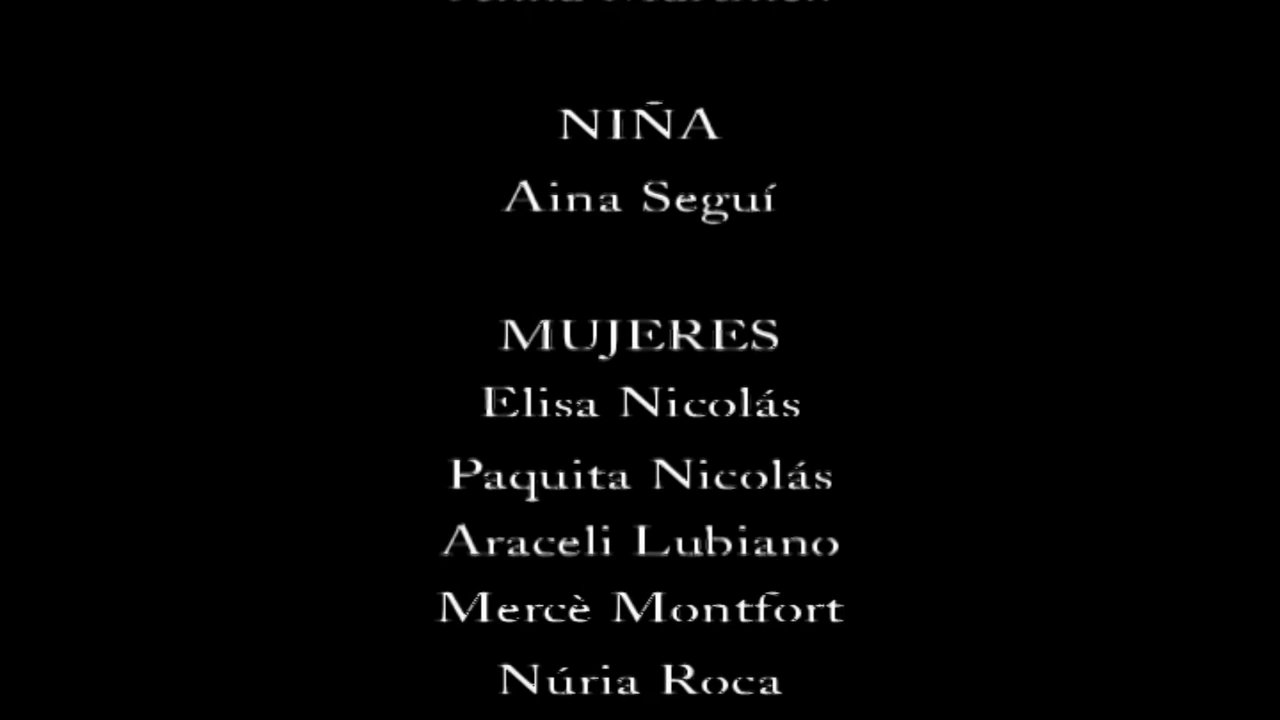 NIÑA
Aina Seguí
MUJERES
Elisa Nicolás
Paquita Nicolás
Araceli Lubiano
Mercè Montfort
Núria Roca